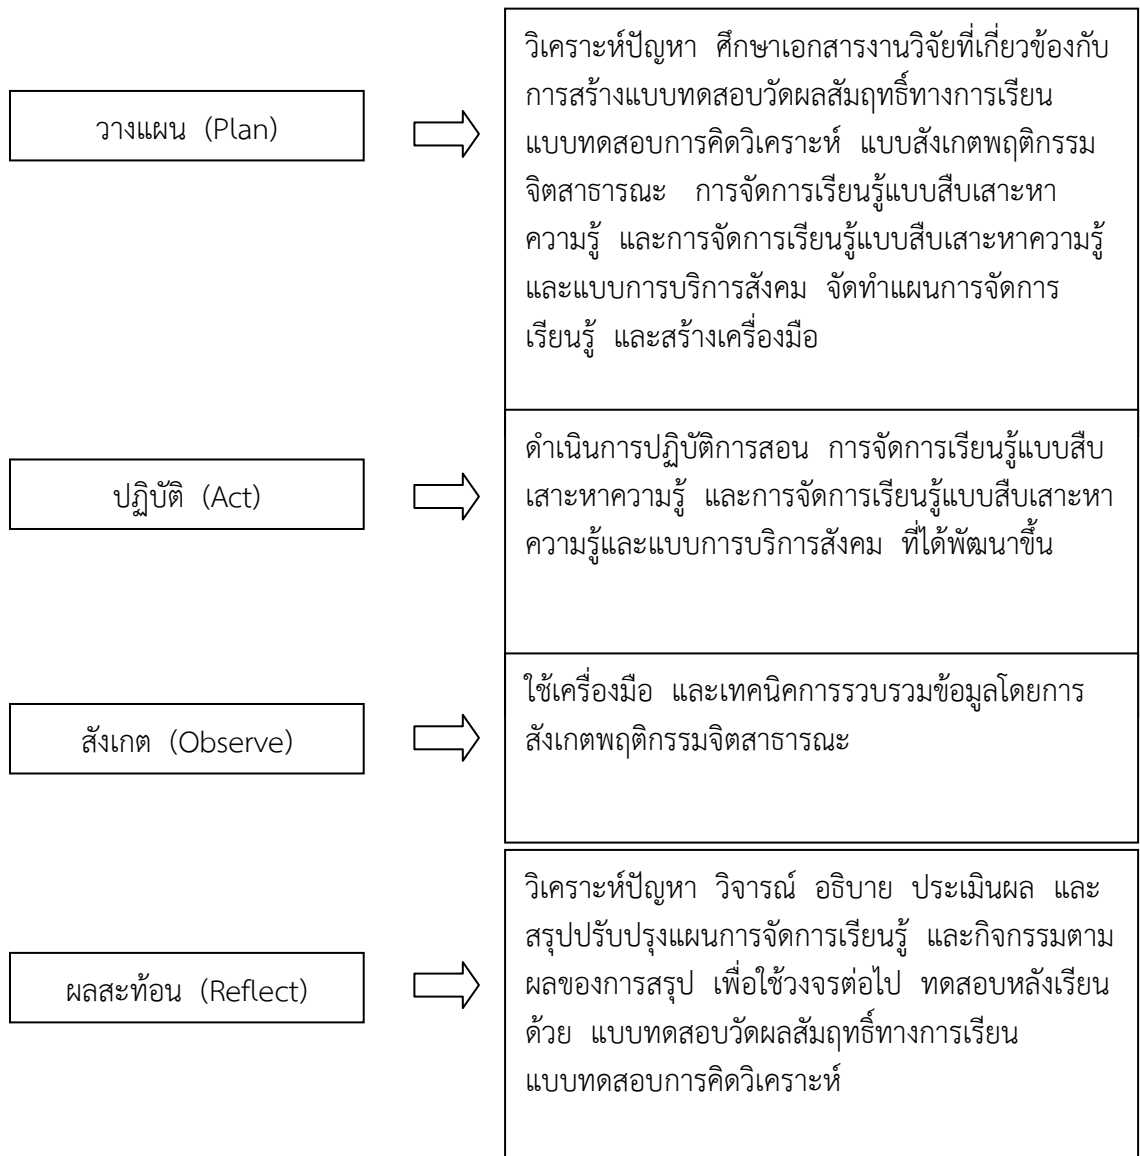 วางแผน (Plan)
วิเคราะห์ปัญหา ศึกษาเอกสารงานวิจัยที่เกี่ยวข้องกับ
การสร้างแบบทดสอบวัดผลสัมฤทธิ์ทางการเรียน
แบบทดสอบการคิดวิเคราะห์ แบบสังเกตพฤติกรรม
จิตสาธารณะ การจัดการเรียนรู้แบบสืบเสาะหา
ความรู้ และการจัดการเรียนรู้แบบสืบเสาะหาความรู้
และแบบการบริการสังคม จัดทำแผนการจัดการ
เรียนรู้ และสร้างเครื่องมือ
ปฏิบัติ (Act)
ดำเนินการปฏิบัติการสอน การจัดการเรียนรู้แบบสืบ
เสาะหาความรู้ และการจัดการเรียนรู้แบบสืบเสาะหา
ความรู้และแบบการบริการสังคม ที่ได้พัฒนาขึ้น
สังเกต (Observe)
ใช้เครื่องมือ และเทคนิคการรวบรวมข้อมูลโดยการ
สังเกตพฤติกรรมจิตสาธารณะ
ผลสะท้อน (Reflect)
วิเคราะห์ปัญหา วิจารณ์ อธิบาย ประเมินผล และ
สรุปปรับปรุงแผนการจัดการเรียนรู้ และกิจกรรมตาม
ผลของการสรุป เพื่อใช้วงจรต่อไป ทดสอบหลังเรียน
ด้วย แบบทดสอบวัดผลสัมฤทธิ์ทางการเรียน
แบบทดสอบการคิดวิเคราะห์